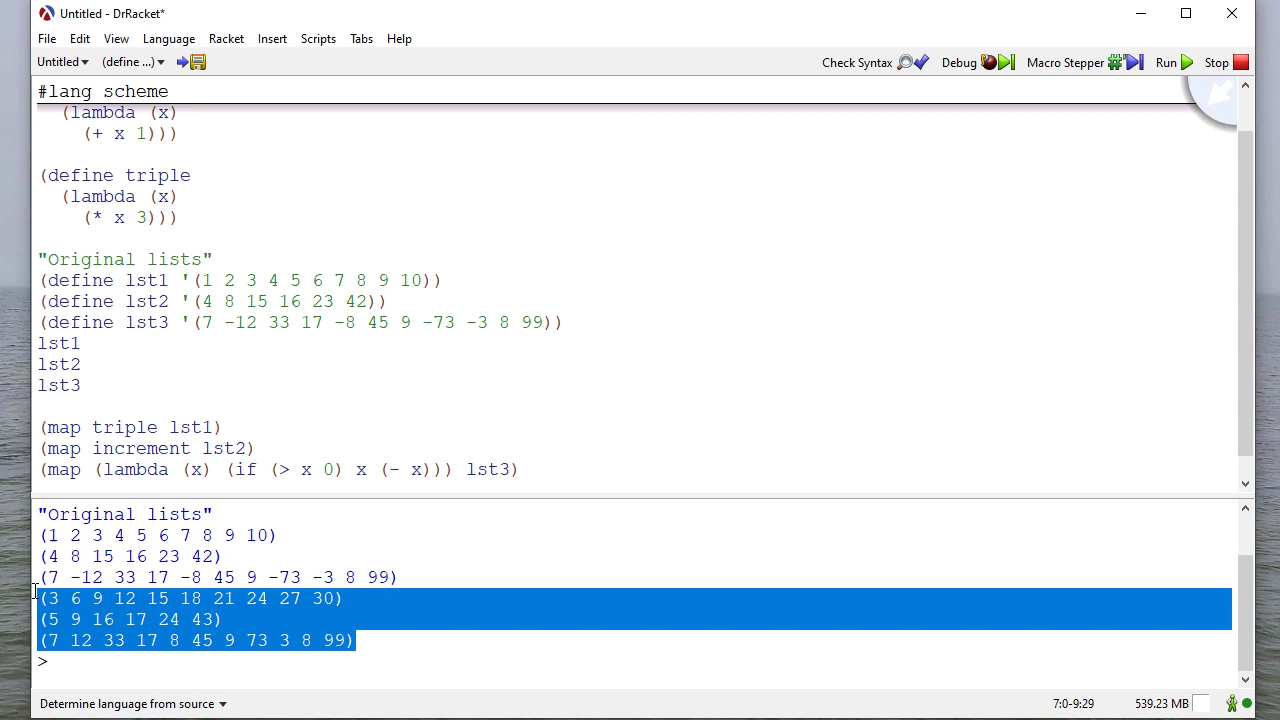 Untitled - DrRacket*
File Edit View Language Racket Insert Scripts Tabs Help
Untitled (define ...) Check Syntax Debug Macro Stepper Run Stop
#lang scheme
(lambda (x)
(+ x 1)))
(define triple
(lambda (x)
(* x 3)))
"Original lists"
(define lst1 '(1 2 3 4 5 6 7 8 9 10))
(define lst2 '(4 8 15 16 23 42))
(define lst3 '(7 -12 33 17 -8 45 9 -73 -3 8 99))
lst1
lst2
lst3
(map triple lst1)
(map increment lst2)
(map (lambda (x) (if (> x 0) x (- x))) lst3)
"Original lists"
(1 2 3 4 5 6 7 8 9 10)
(4 8 15 16 23 42)
(7 -12 33 17 -8 45 9 -73 -3 8 99)
(3 6 9 12 15 18 21 24 27 30)
(5 9 16 17 24 43)
(7 12 33 17 8 45 9 73 3 8 99)
>
Determine language from source 7:0-9:29 539.23 MB